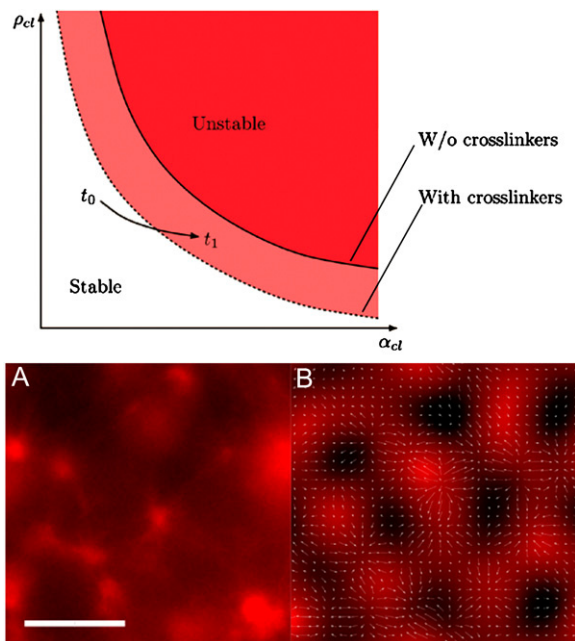 ρcl
Unstable
W/o crosslinkers
With crosslinkers
t0
t1
Stable
αcl
A
B